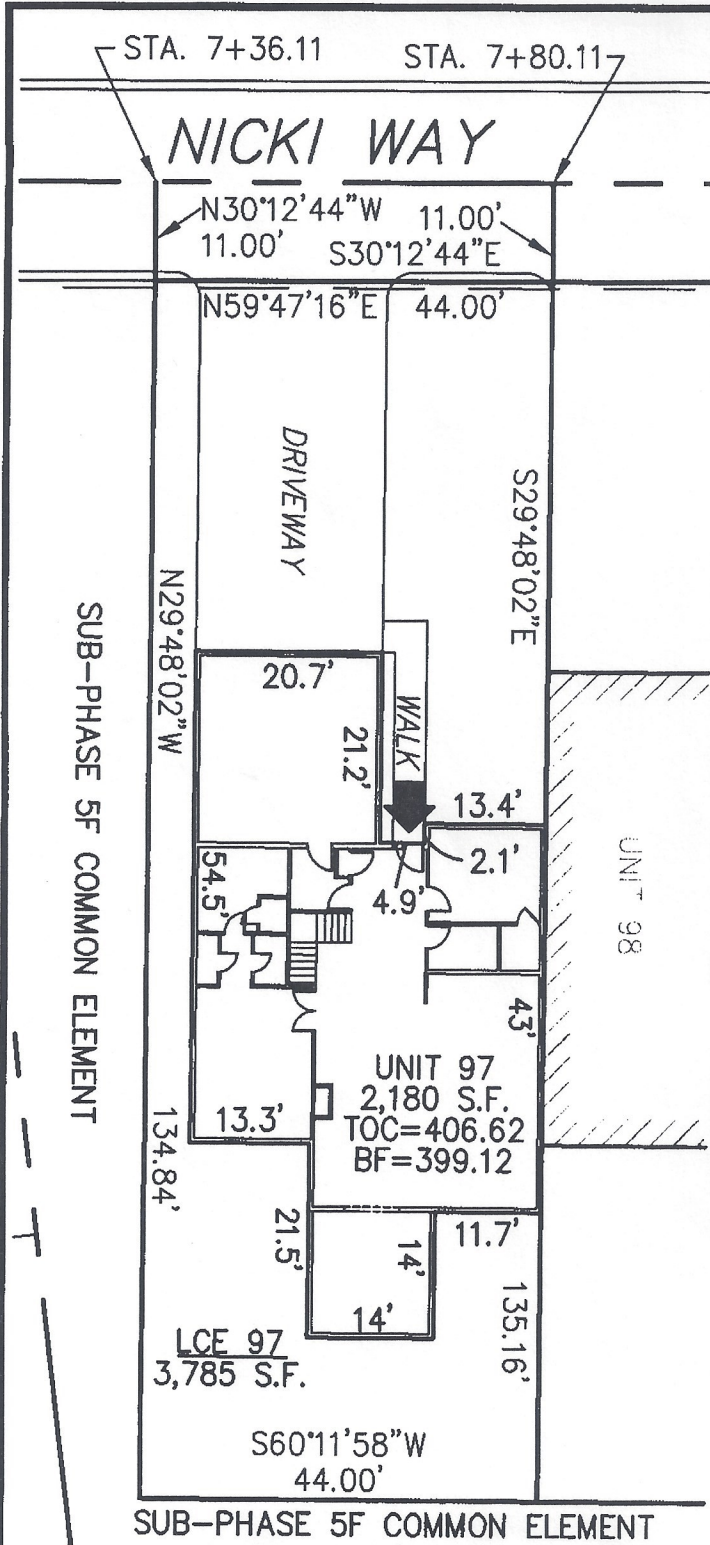 STA. 7+36.11
STA. 7+80.11
NICKI WAY
N30°12'44"W
11.00'
11.00'
S30°12'44"E
N59°47'16"E 44.00'
DRIVEWAY
S29°48'02"E
N29°48'02"W
SUB-PHASE 5F COMMON ELEMENT
20.7'
21.2'
WALK
13.4'
2.1'
4.9'
54.5'
UNIT 98
43'
UNIT 97
2,180 S.F.
TOC=406.62
BF=399.12
13.3'
134.84'
21.5'
14'
11.7'
14'
135.16'
LCE 97
3,785 S.F.
S60°11'58"W
44.00'
SUB-PHASE 5F COMMON ELEMENT